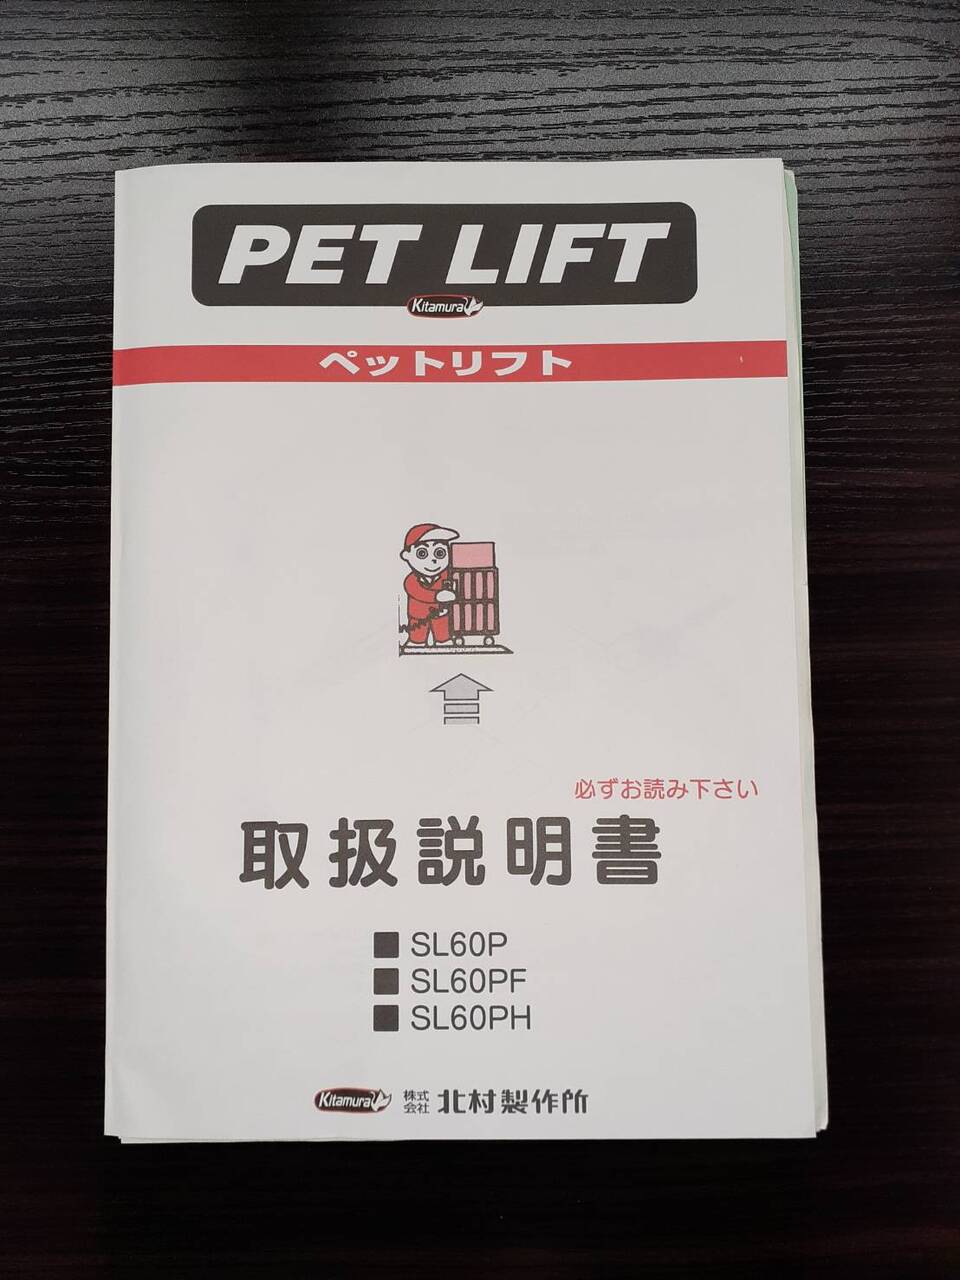 PET LIFT
Kitamura
ペットリフト
必ずお読み下さい
取扱説明書
■ SL60P
■ SL60PF
■ SL60PH
Kitamura 株式会社 北村製作所